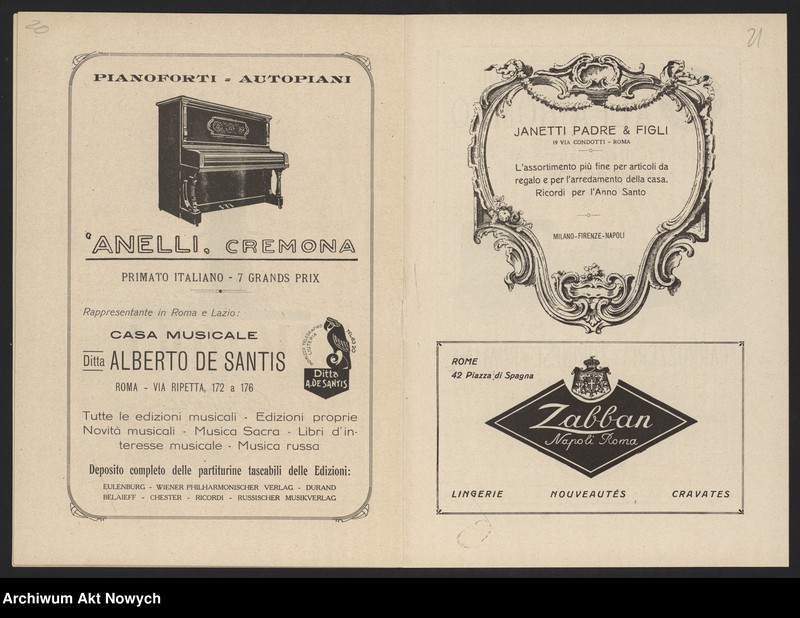 20
PIANOFORTI - AUTOPIANI
"ANELLI„ CREMONA
PRIMATO ITALIANO - 7 GRANDS PRIX
Rappresentante in Roma e Lazio:
CASA MUSICALE
Ditta ALBERTO DE SANTIS
ROMA - VIA RIPETTA, 172 a 176
LIUTERIA
Ditta
A. DE SANTIS
Tutte le edizioni musicali - Edizioni proprie
Novità musicali - Musica Sacra - Libri d'in-
teresse musicale - Musica russa
Deposito completo delle partiturine tascabili delle Edizioni:
EULENBURG - WIENER PHILHARMONISCHER VERLAG - DURAND
BELAIEFF - CHESTER - RICORDI - RUSSISCHER MUSIKVERLAG
21
JANETTI PADRE & FIGLI
19 VIA CONDOTTI - ROMA
L'assortimento più fine per articoli da
regalo e per l'arredamento della casa.
Ricordi per l'Anno Santo
MILANO-FIRENZE-NAPOLI
ROME
42 Piazza di Spagna
Zabban
Napoli Roma
LINGERIE NOUVEAUTÉS CRAVATES
Archiwum Akt Nowych